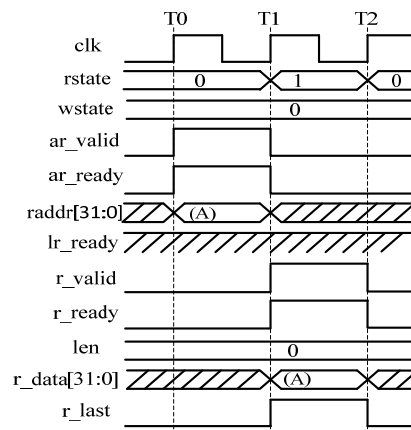 T0 T1 T2
clk
rstate 0 1 0
wstate 0
ar_valid
ar_ready
raddr[31:0] (A)
lr_ready
r_valid
r_ready
len 0
r_data[31:0] (A)
r_last